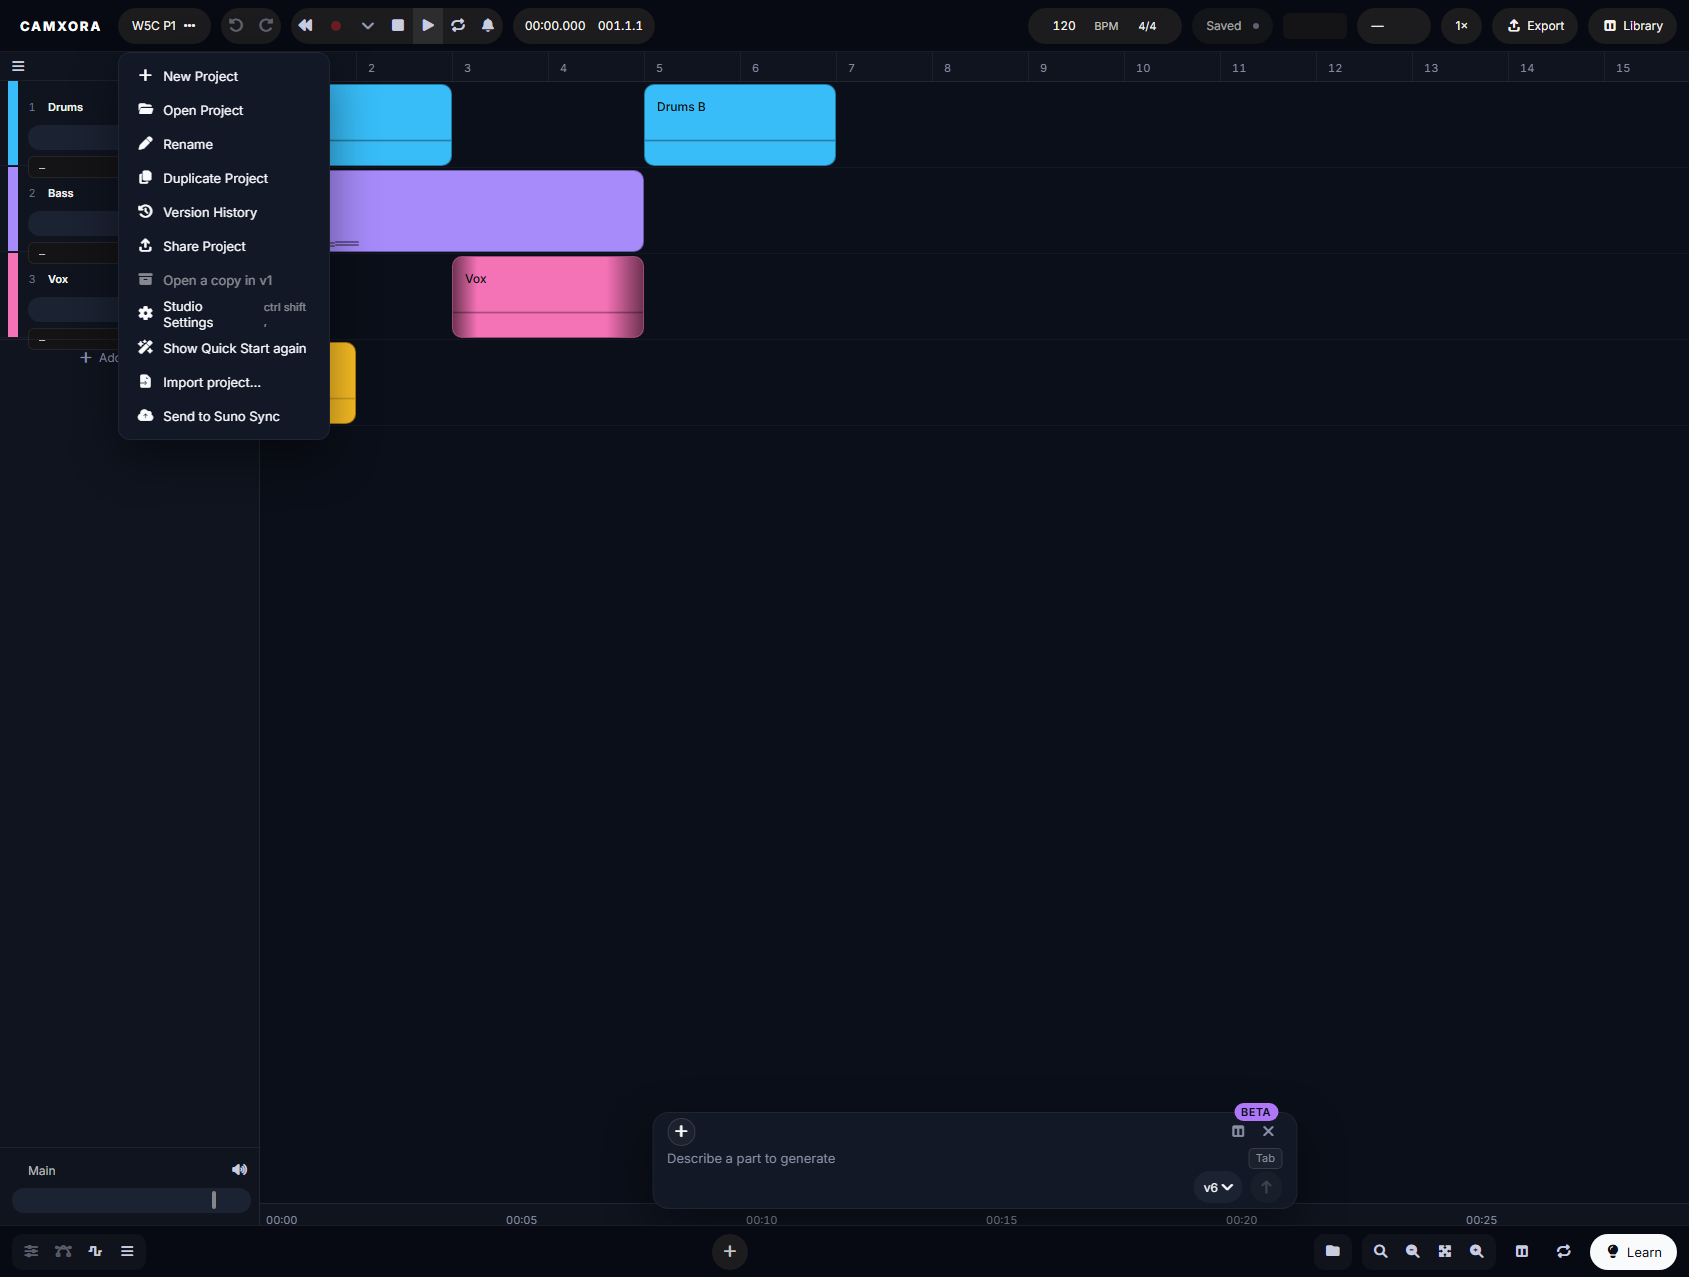 CAMXORA
W5C P1
00:00.000 001.1.1
120 BPM 4/4
Saved
1×
Export
Library
2 3 4 5 6 7 8 9 10 11 12 13 14 15
New Project
Open Project
Rename
Duplicate Project
Version History
Share Project
Open a copy in v1
Studio Settings ctrl shift ,
Show Quick Start again
Import project...
Send to Suno Sync
1 Drums
2 Bass
3 Vox
Add
Drums B
Vox
BETA
Describe a part to generate
Tab
v6
Main
00:00 00:05 00:10 00:15 00:20 00:25
Learn